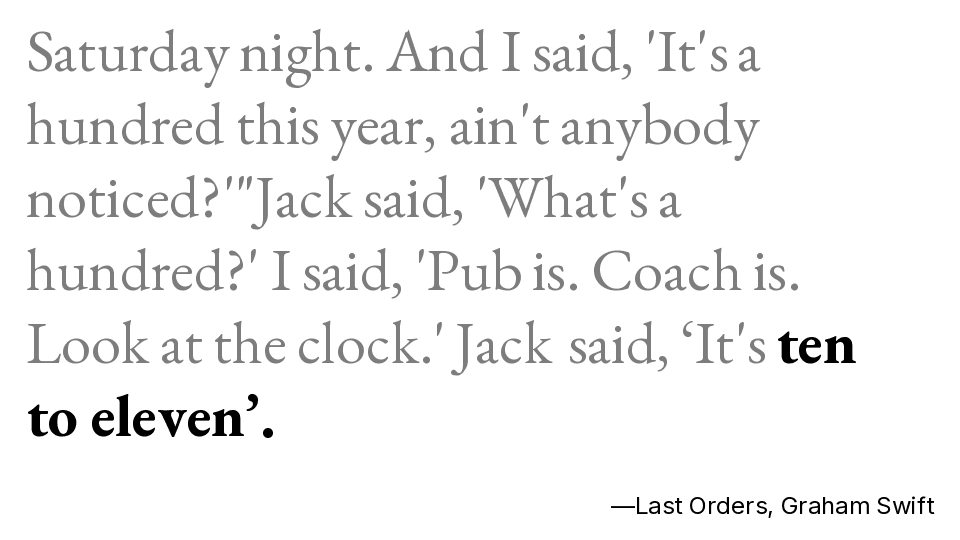 Saturday night. And I said, 'It's a
hundred this year, ain't anybody
noticed?'"Jack said, 'What's a
hundred?' I said, 'Pub is. Coach is.
Look at the clock.' Jack said, ‘It's ten
to eleven’.
—Last Orders, Graham Swift